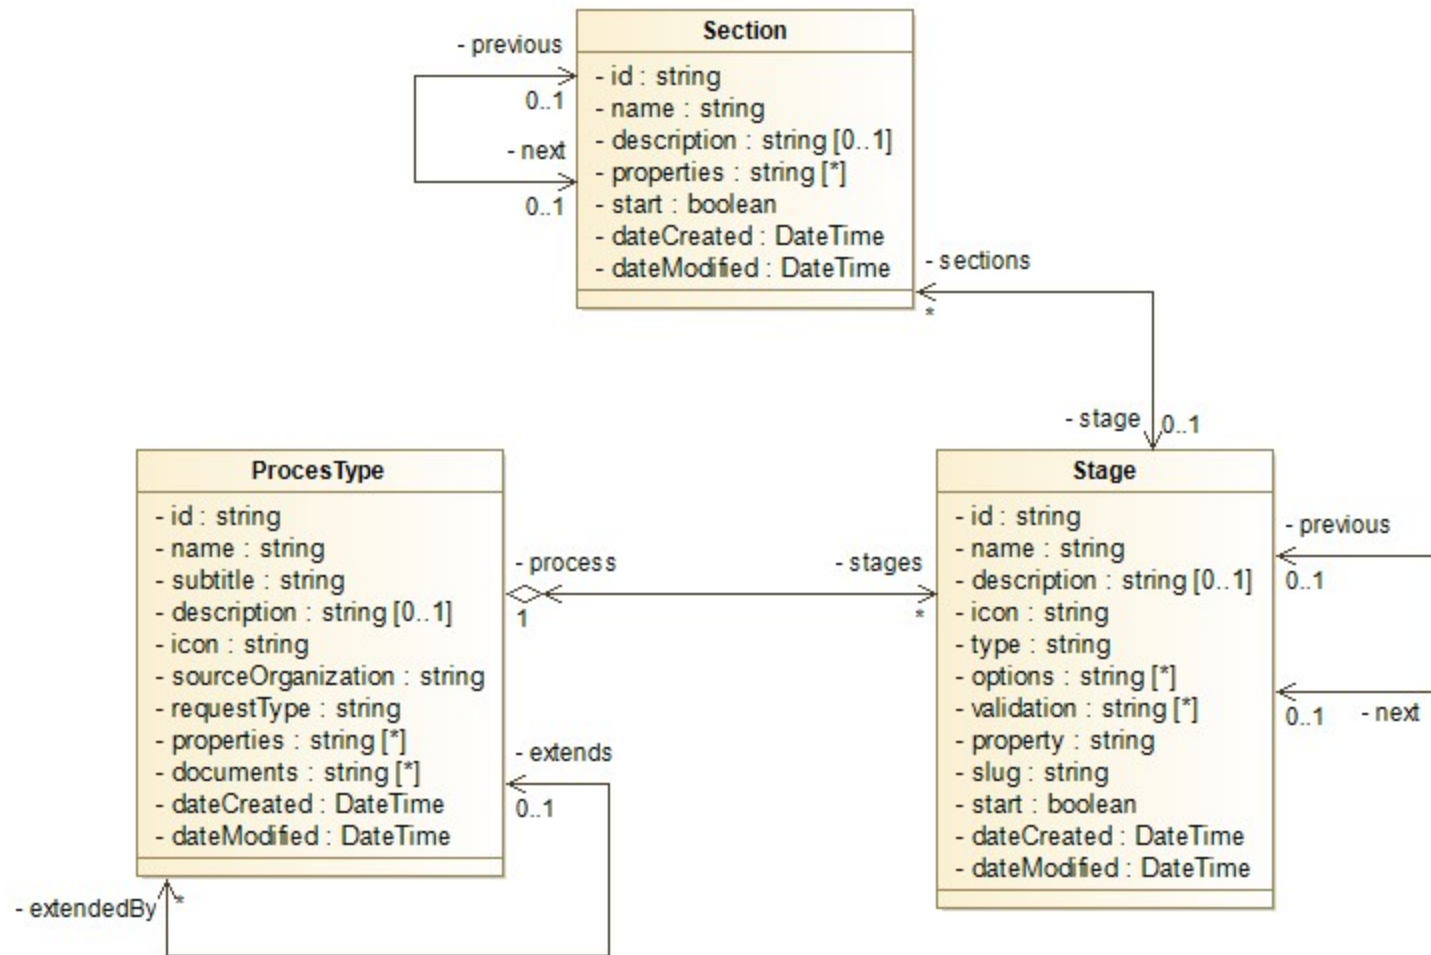 Section
- previous
0..1
- next
0..1
- id : string
- name : string
- description : string [0..1]
- properties : string [*]
- start : boolean
- dateCreated : DateTime
- dateModified : DateTime
- sections
*
- stage
0..1
ProcesType
- id : string
- name : string
- subtitle : string
- description : string [0..1]
- icon : string
- sourceOrganization : string
- requestType : string
- properties : string [*]
- documents : string [*]
- dateCreated : DateTime
- dateModified : DateTime
- process
1
- stages
*
- extends
0..1
- extendedBy
*
Stage
- id : string
- name : string
- description : string [0..1]
- icon : string
- type : string
- options : string [*]
- validation : string [*]
- property : string
- slug : string
- start : boolean
- dateCreated : DateTime
- dateModified : DateTime
- previous
0..1
0..1
- next